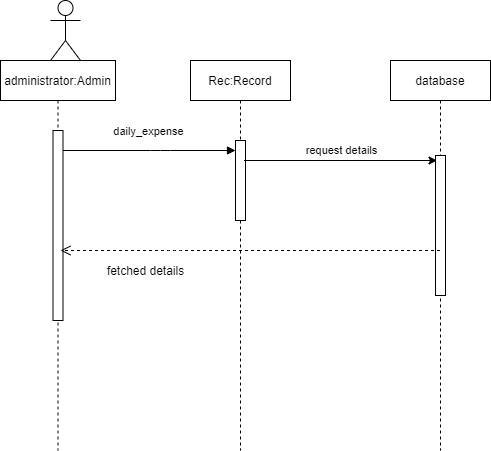 administrator:Admin
Rec:Record
database
daily_expense
request details
fetched details